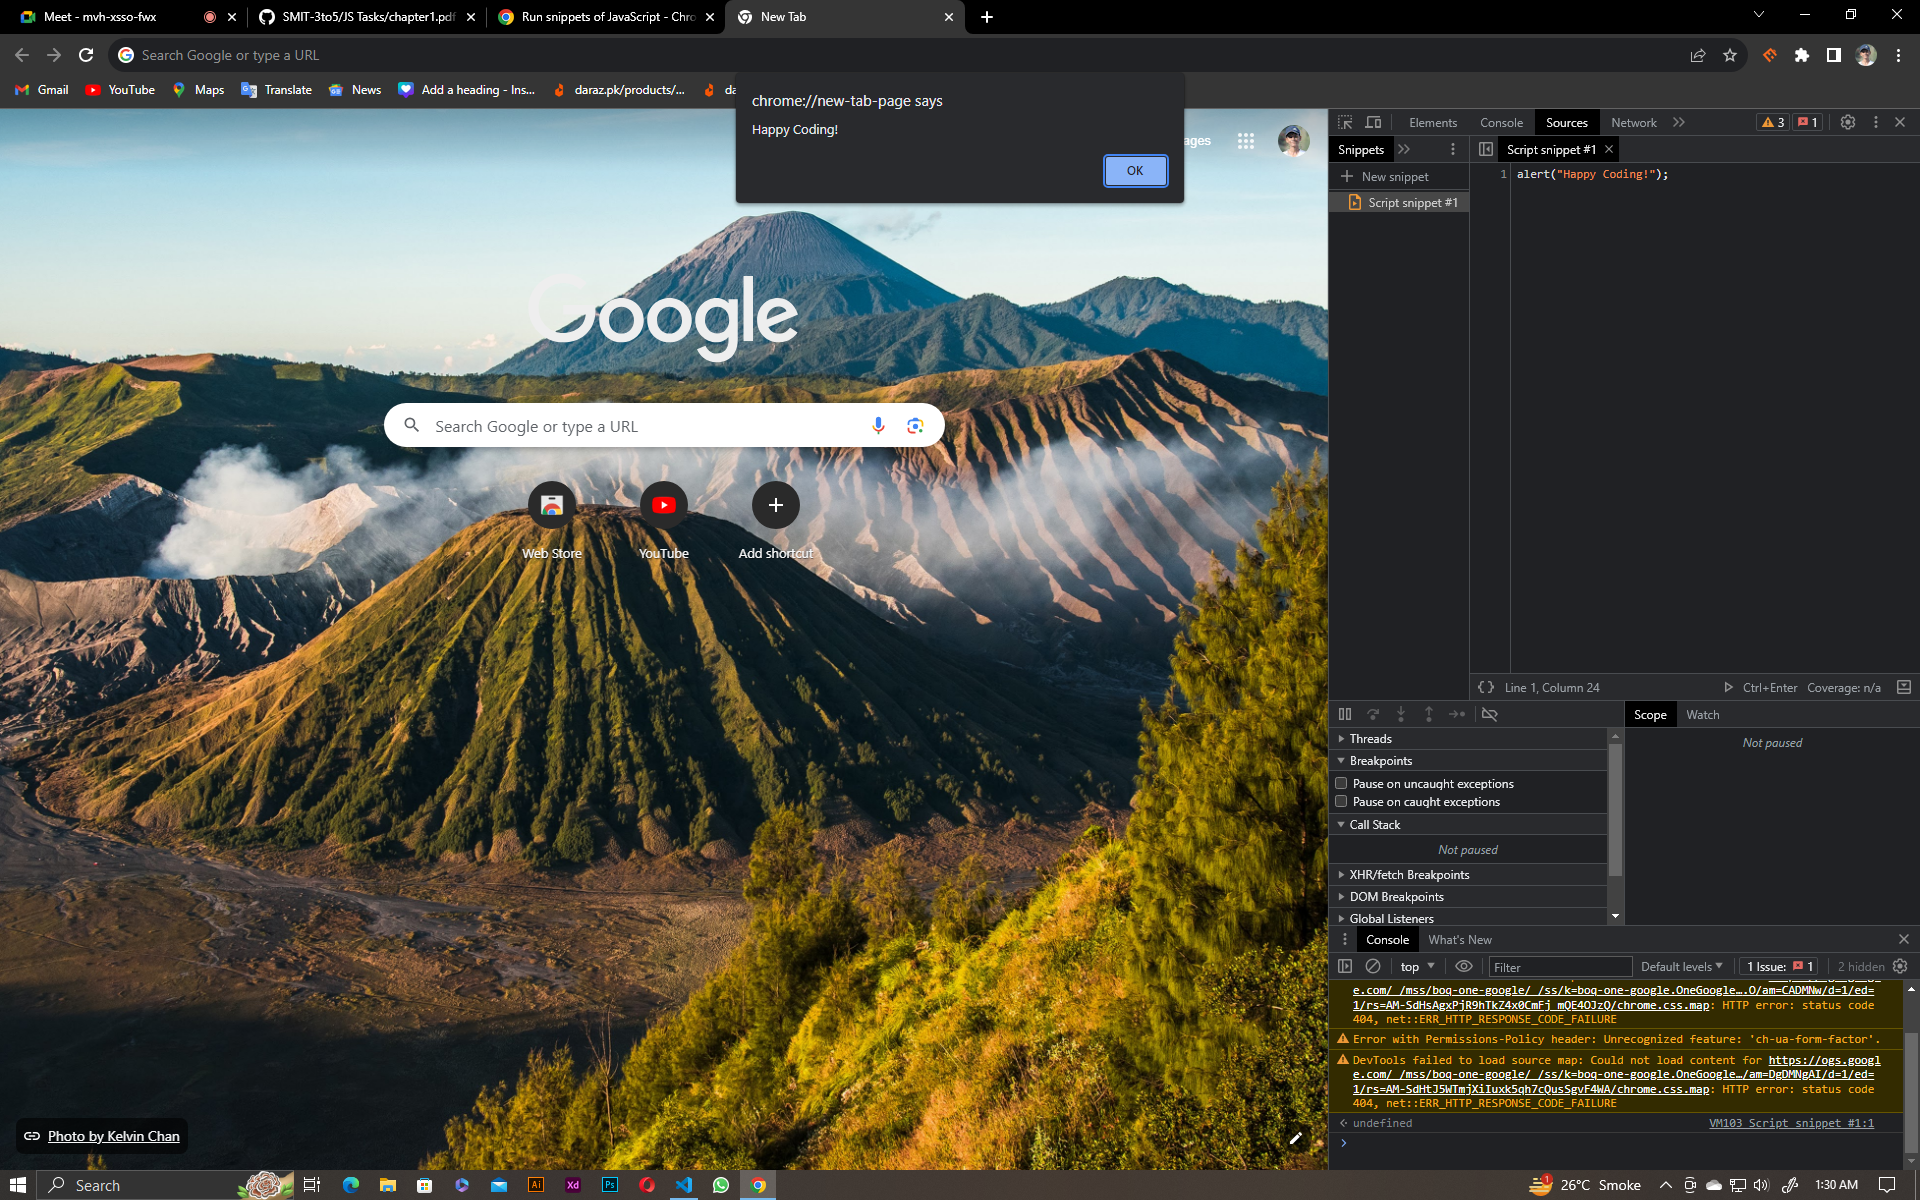 Meet - mvh-xsso-fwx
SMIT-3to5/JS Tasks/chapter1.pdf
Run snippets of JavaScript - Chro
New Tab
Search Google or type a URL
Gmail
YouTube
Maps
Translate
News
Add a heading - Ins...
daraz.pk/products/...
da
chrome://new-tab-page says
Happy Coding!
OK
ages
Google
Search Google or type a URL
Web Store
YouTube
Add shortcut
Photo by Kelvin Chan
Elements
Console
Sources
Network
3
1
Snippets
Script snippet #1
New snippet
Script snippet #1
1 alert("Happy Coding!");
{} Line 1, Column 24
Ctrl+Enter
Coverage: n/a
Scope
Watch
Not paused
Threads
Breakpoints
Pause on uncaught exceptions
Pause on caught exceptions
Call Stack
Not paused
XHR/fetch Breakpoints
DOM Breakpoints
Global Listeners
Console
What's New
top
Filter
Default levels
1 Issue: 1
2 hidden
e.com/_/mss/boq-one-google/_/ss/k=boq-one-google.OneGoogle….O/am=CADMNw/d=1/ed=
1/rs=AM-SdHsAgxPjR9hTkZ4x0CmFj_mQE4OJzQ/chrome.css.map: HTTP error: status code
404, net::ERR_HTTP_RESPONSE_CODE_FAILURE
Error with Permissions-Policy header: Unrecognized feature: 'ch-ua-form-factor'.
DevTools failed to load source map: Could not load content for https://ogs.googl
e.com/_/mss/boq-one-google/_/ss/k=boq-one-google.OneGoogle…/am=DgDMNgAI/d=1/ed=
1/rs=AM-SdHtJ5WTmjXiIuxk5qh7cQusSgvF4WA/chrome.css.map: HTTP error: status code
404, net::ERR_HTTP_RESPONSE_CODE_FAILURE
undefined
VM103 Script snippet #1:1
Search
Ai
Xd
Ps
1
26°C Smoke
1:30 AM